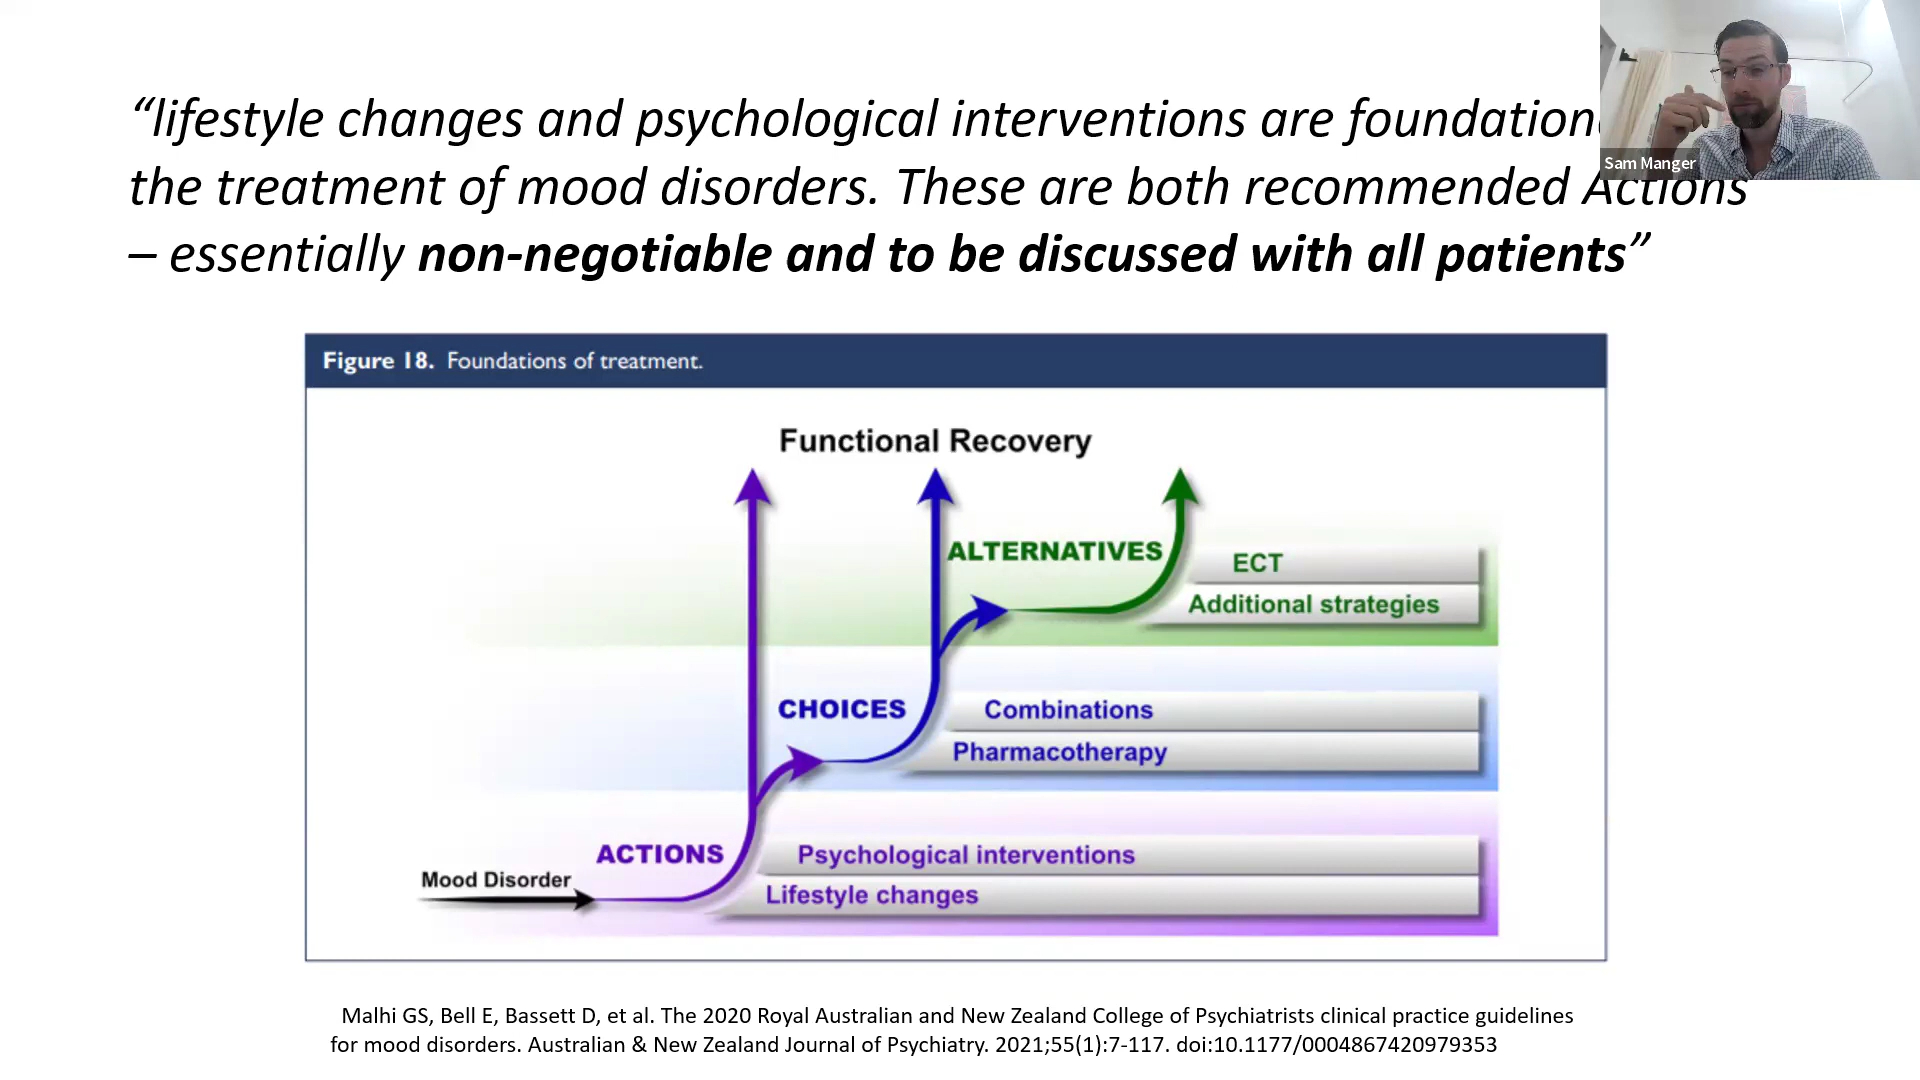 “lifestyle changes and psychological interventions are
the treatment of mood disorders. These are both recommended Actions
– essentially non-negotiable and to be discussed with all patients”
Sam Manger
Figure 18. Foundations of treatment.
Functional Recovery
ALTERNATIVES
ECT
Additional strategies
CHOICES
Combinations
Pharmacotherapy
ACTIONS
Psychological interventions
Mood Disorder
Lifestyle changes
Malhi GS, Bell E, Bassett D, et al. The 2020 Royal Australian and New Zealand College of Psychiatrists clinical practice guidelines
for mood disorders. Australian & New Zealand Journal of Psychiatry. 2021;55(1):7-117. doi:10.1177/0004867420979353